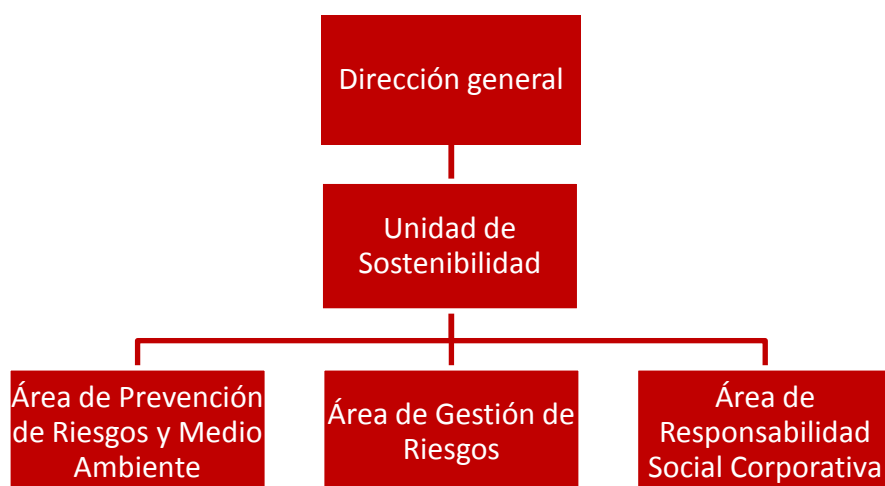 Dirección general
Unidad de
Sostenibilidad
Área de Prevención
de Riesgos y Medio
Ambiente
Área de Gestión de
Riesgos
Área de
Responsabilidad
Social Corporativa